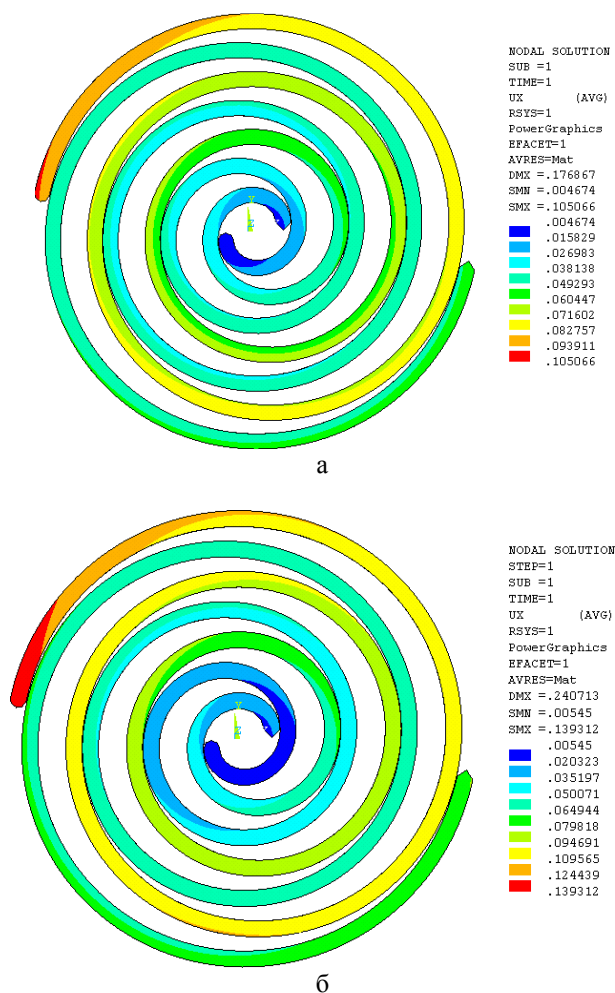 NODAL SOLUTION
SUB =1
TIME=1
UX (AVG)
RSYS=1
PowerGraphics
EFACET=1
AVRES=Mat
DMX =.176867
SMN =.004674
SMX =.105066
.004674
.015829
.026983
.038138
.049293
.060447
.071602
.082757
.093911
.105066
Y
Z
а
NODAL SOLUTION
STEP=1
SUB =1
TIME=1
UX (AVG)
RSYS=1
PowerGraphics
EFACET=1
AVRES=Mat
DMX =.240713
SMN =.00545
SMX =.139312
.00545
.020323
.035197
.050071
.064944
.079818
.094691
.109565
.124439
.139312
Y
Z
б